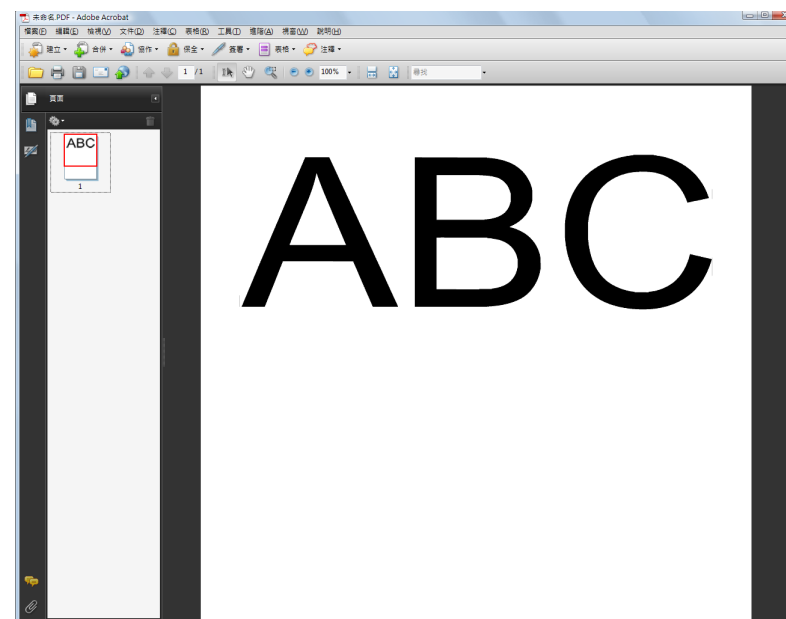 未命名.PDF - Adobe Acrobat
檔案(F) 編輯(E) 檢視(V) 文件(D) 注釋(C) 表格(R) 工具(T) 進階(A) 視窗(W) 說明(H)
建立 合併 協作 保全 簽署 表格 注釋
1 /1 100% 尋找
頁面
ABC
1
ABC